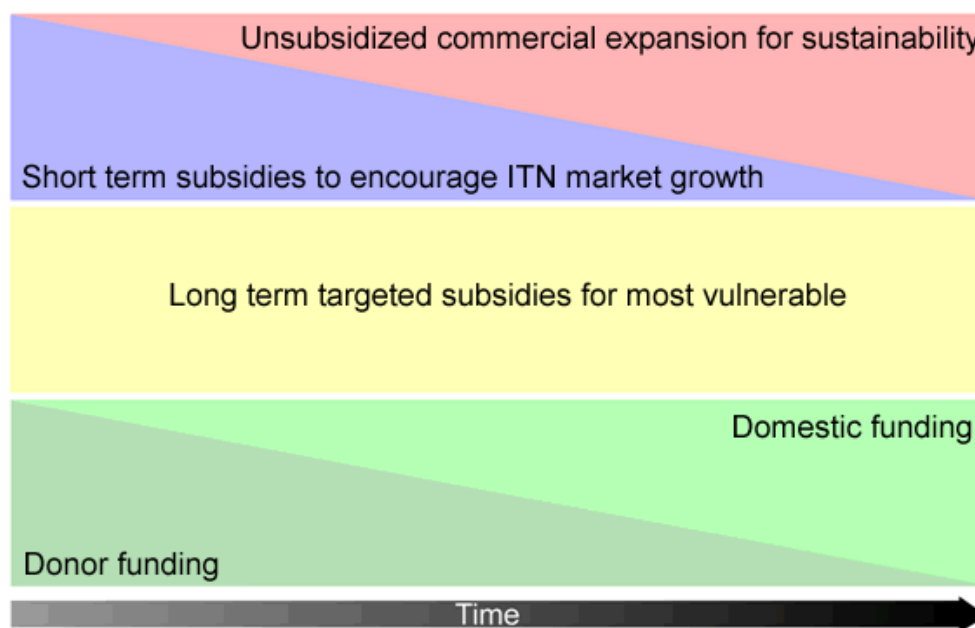 Unsubsidized commercial expansion for sustainability
Short term subsidies to encourage ITN market growth
Long term targeted subsidies for most vulnerable
Domestic funding
Donor funding
Time